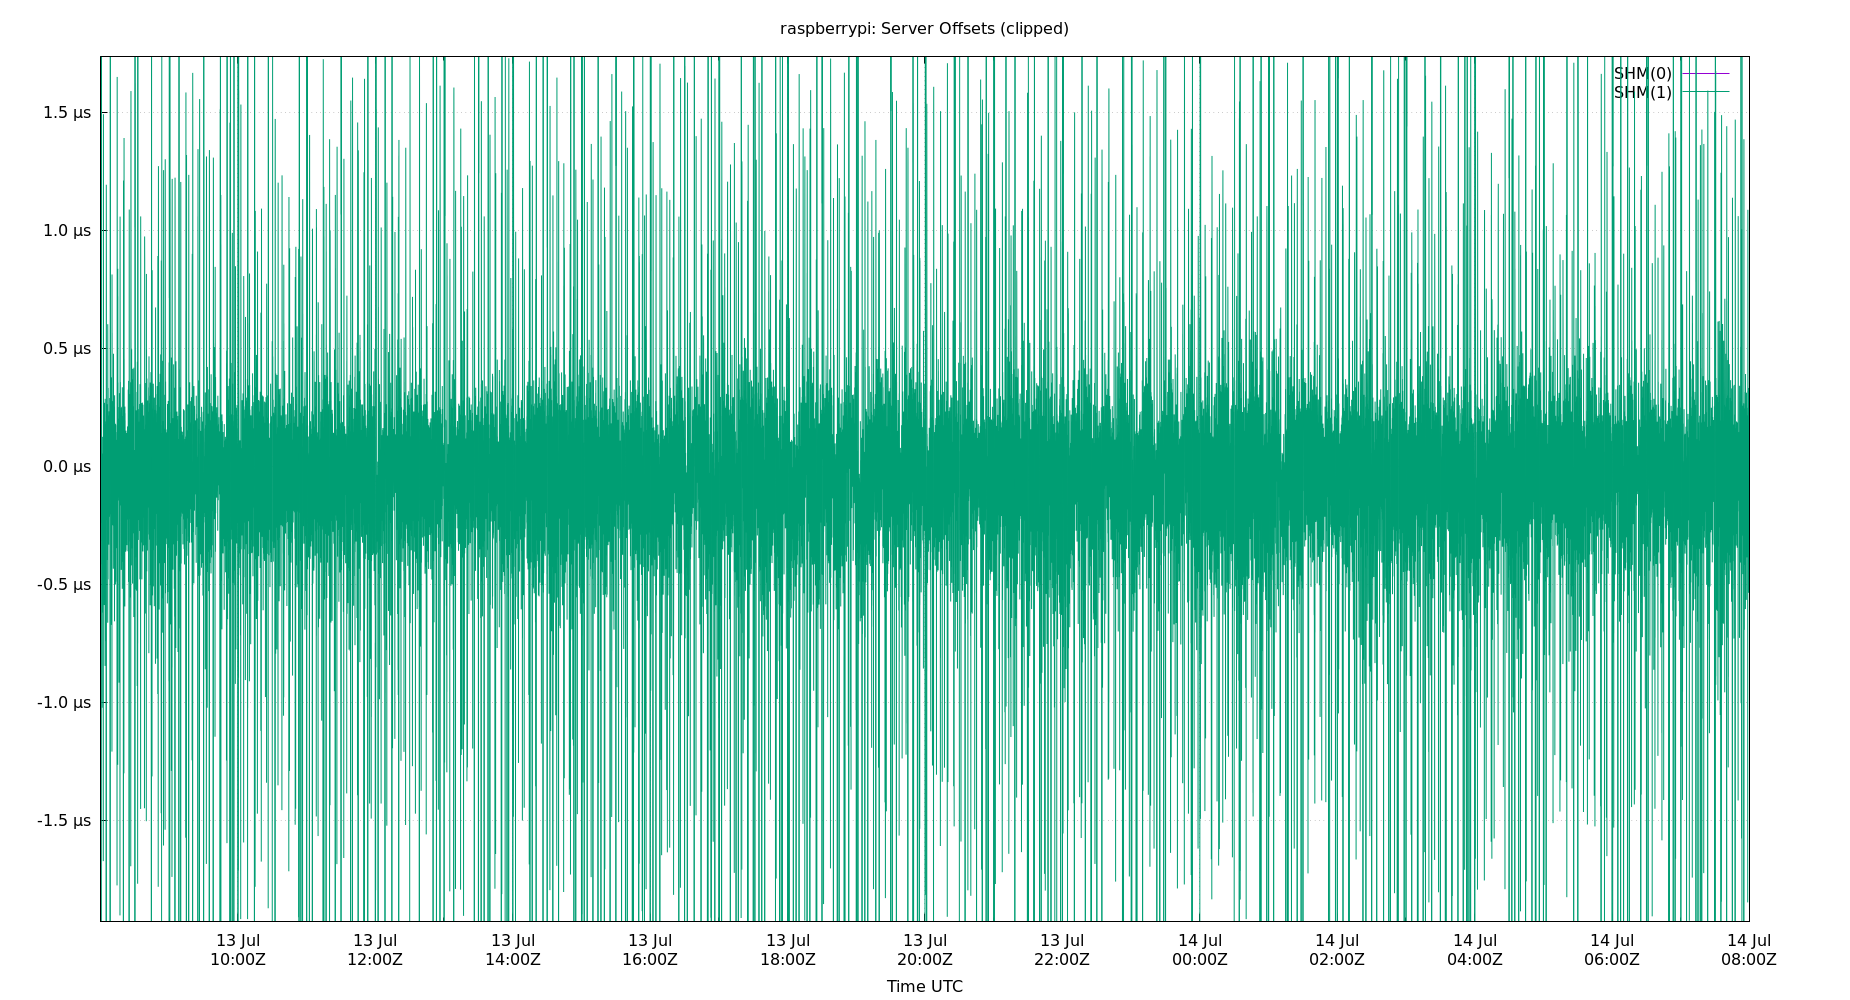 raspberrypi: Server Offsets (clipped)
SHM(0)
SHM(1)
1.5 µs
1.0 µs
0.5 µs
0.0 µs
-0.5 µs
-1.0 µs
-1.5 µs
13 Jul 13 Jul 13 Jul 13 Jul 13 Jul 13 Jul 13 Jul 14 Jul 14 Jul 14 Jul 14 Jul 14 Jul
10:00Z 12:00Z 14:00Z 16:00Z 18:00Z 20:00Z 22:00Z 00:00Z 02:00Z 04:00Z 06:00Z 08:00Z
Time UTC